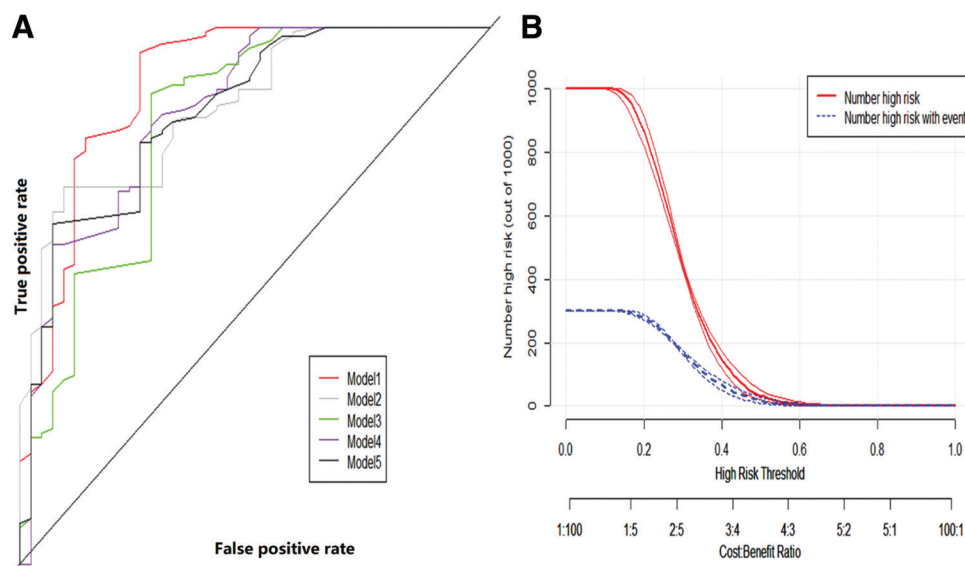 A
True positive rate
Model1
Model2
Model3
Model4
Model5
False positive rate
B
Number high risk
Number high risk with event
Number high risk (out of 1000)
1000
800
600
400
200
0
0.0 0.2 0.4 0.6 0.8 1.0
High Risk Threshold
1:100 1:5 2:5 3:4 4:3 5:2 5:1 100:1
Cost:Benefit Ratio